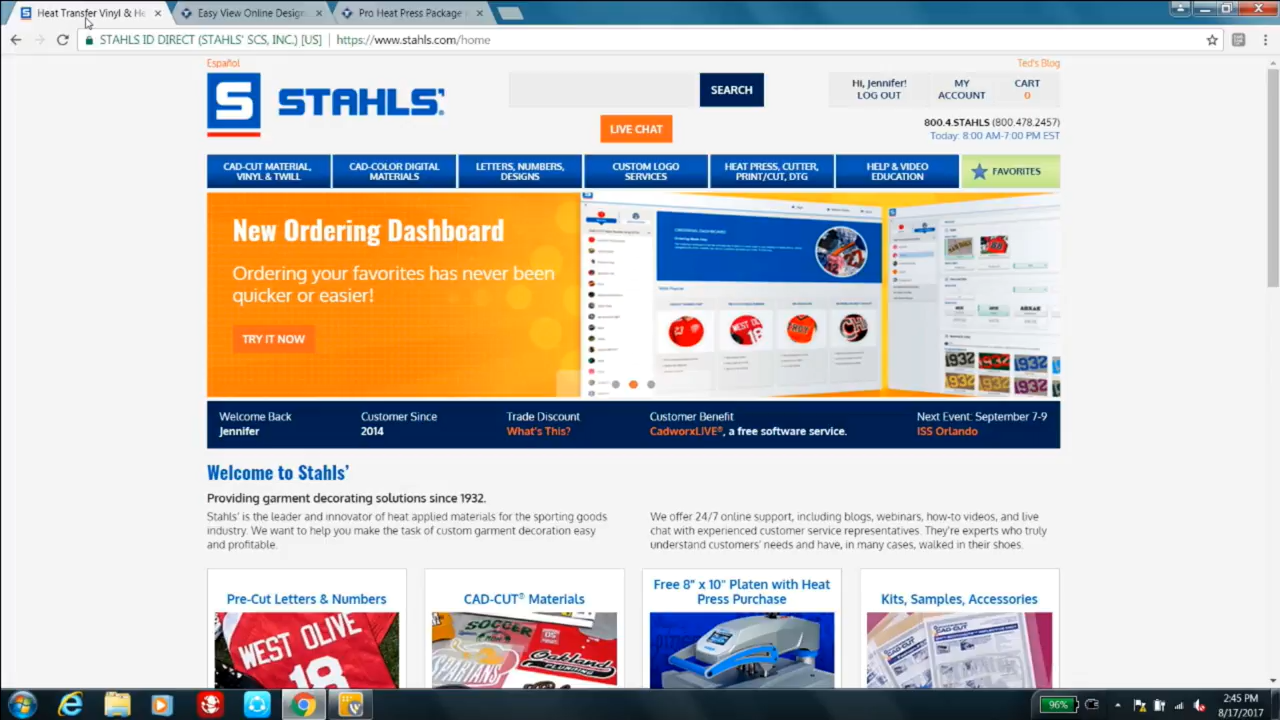 Heat Transfer Vinyl & He
Easy View Online Design
Pro Heat Press Package
STAHLS ID DIRECT (STAHLS' SCS, INC.) [US]
https://www.stahls.com/home
Español
Ted's Blog
S STAHLS'
SEARCH
Hi, Jennifer!
LOG OUT
MY
ACCOUNT
CART
0
LIVE CHAT
800.4.STAHLS (800.478.2457)
Today: 8:00 AM-7:00 PM EST
CAD-CUT MATERIAL,
VINYL & TWILL
CAD-COLOR DIGITAL
MATERIALS
LETTERS, NUMBERS,
DESIGNS
CUSTOM LOGO
SERVICES
HEAT PRESS, CUTTER,
PRINT/CUT, DTG
HELP & VIDEO
EDUCATION
FAVORITES
New Ordering Dashboard
Ordering your favorites has never been
quicker or easier!
TRY IT NOW
WEST
18
1932
1932
1932
Welcome Back
Jennifer
Customer Since
2014
Trade Discount
What's This?
Customer Benefit
CadworxLIVE®, a free software service.
Next Event: September 7-9
ISS Orlando
Welcome to Stahls'
Providing garment decorating solutions since 1932.
Stahls' is the leader and innovator of heat applied materials for the sporting goods
industry. We want to help you make the task of custom garment decoration easy
and profitable.
We offer 24/7 online support, including blogs, webinars, how-to videos, and live
chat with experienced customer service representatives. They're experts who truly
understand customers' needs and have, in many cases, walked in their shoes.
Pre-Cut Letters & Numbers
WEST OLIVE
18
CAD-CUT® Materials
SOCCER
SPARTANS
Oakland
PLUMBING
Free 8" x 10" Platen with Heat
Press Purchase
Kits, Samples, Accessories
CAD-CUT
96%
2:45 PM
8/17/2017